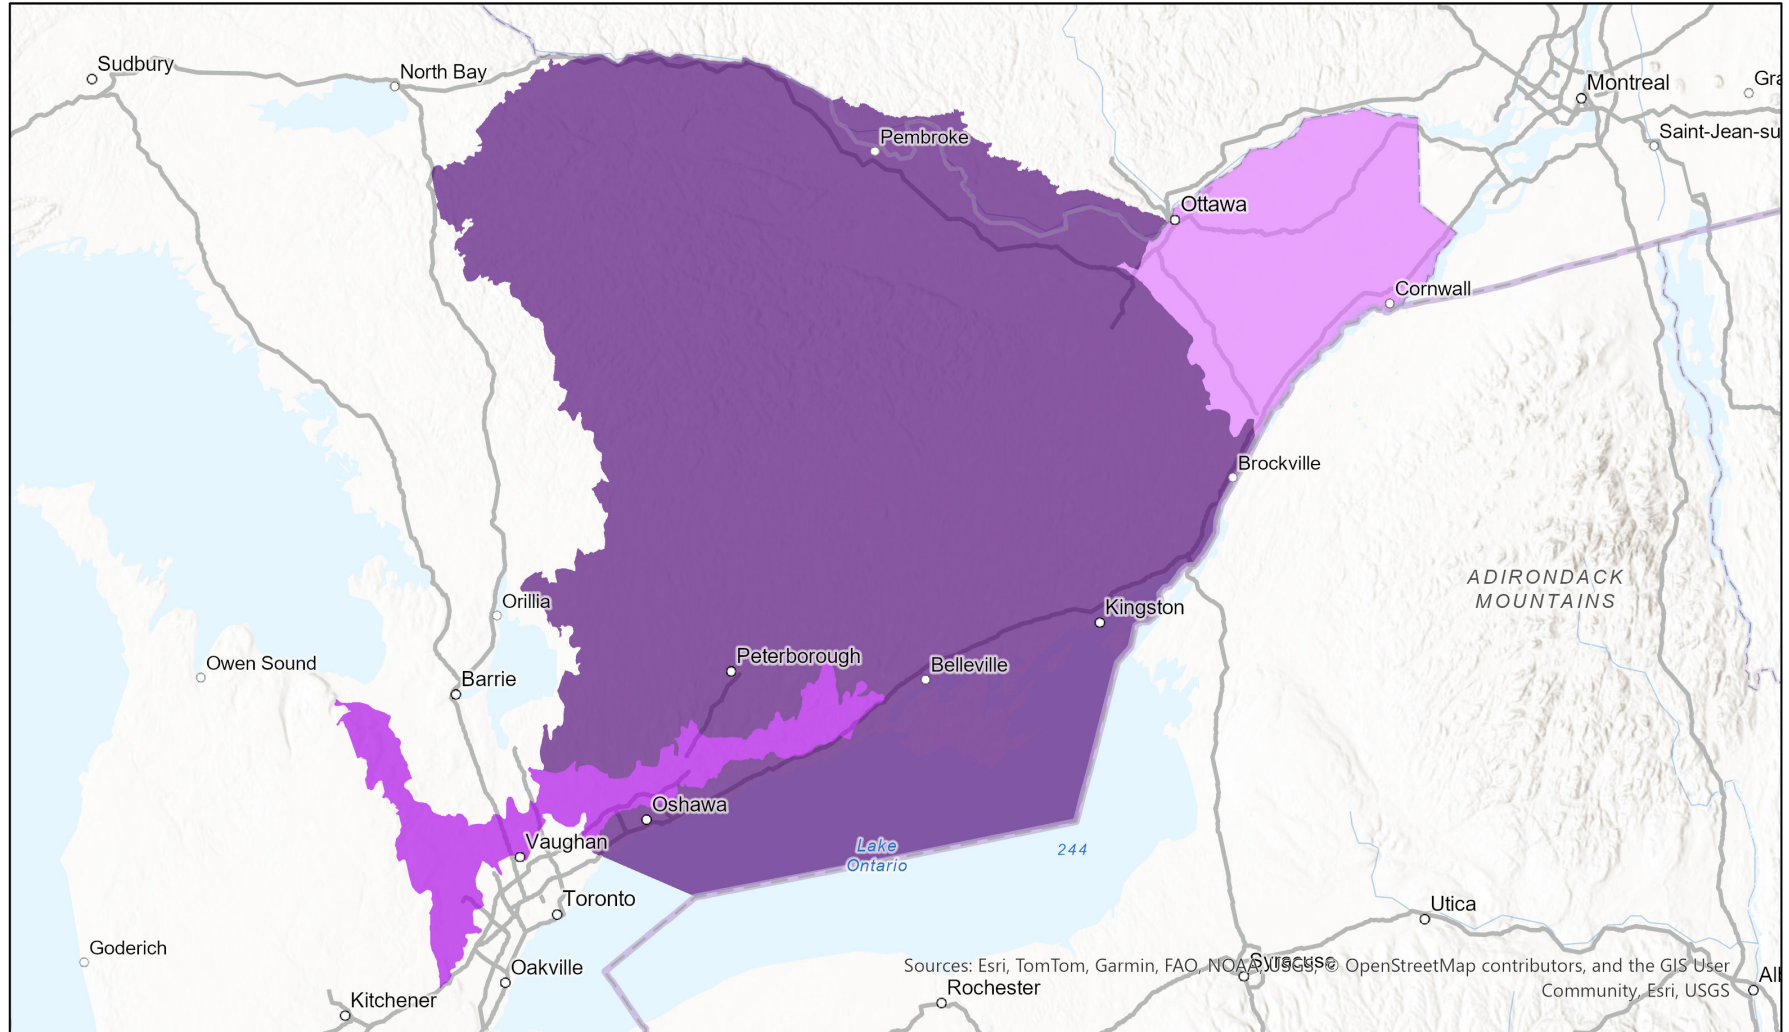 Sudbury
North Bay
Montreal
Gra
Pembroke
Saint-Jean-su
Ottawa
Cornwall
Brockville
ADIRONDACK
MOUNTAINS
Orillia
Kingston
Peterborough
Belleville
Owen Sound
Barrie
Oshawa
Vaughan
Lake
Ontario
244
Toronto
Utica
Goderich
Oakville
Syracuse
Sources: Esri, TomTom, Garmin, FAO, NOAA, USGS, © OpenStreetMap contributors, and the GIS User
Community, Esri, USGS
Alb
Rochester
Kitchener